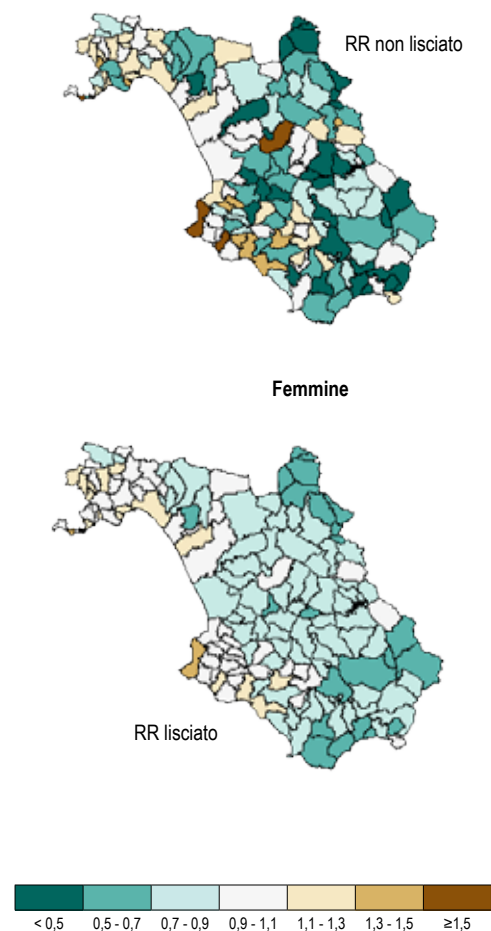 RR non lisciato
Femmine
RR lisciato
< 0,5 0,5 - 0,7 0,7 - 0,9 0,9 - 1,1 1,1 - 1,3 1,3 - 1,5 ≥1,5